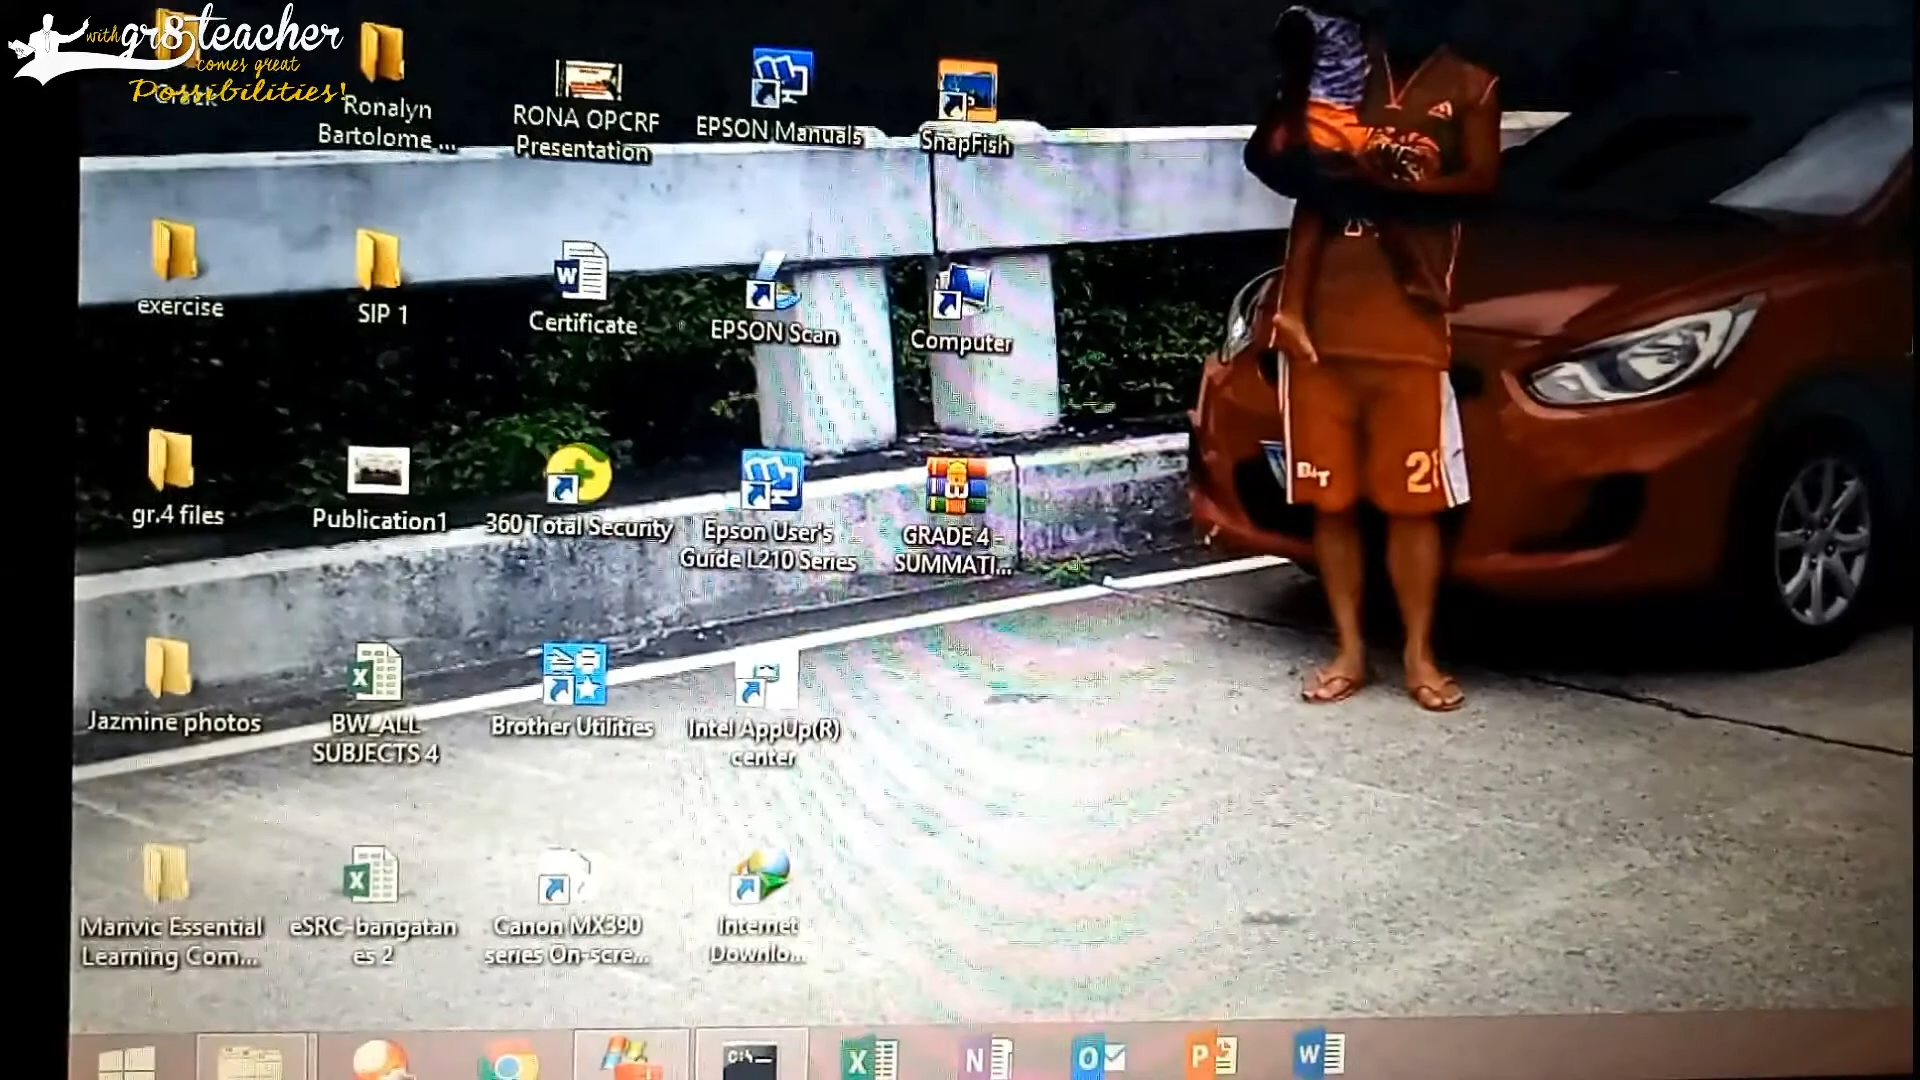 with gr8teacher
comes great
Possibilities!
Crack
Ronalyn
Bartolome ...
RONA OPCRF
Presentation
EPSON Manuals
SnapFish
exercise
SIP 1
Certificate
EPSON Scan
Computer
gr.4 files
Publication1
360 Total Security
Epson User's
Guide L210 Series
GRADE 4 -
SUMMATI...
Jazmine photos
BW_ALL
SUBJECTS 4
Brother Utilities
Intel AppUp(R)
center
Marivic Essential
Learning Com...
eSRC-bangatan
es 2
Canon MX390
series On-scre...
Internet
Downlo...